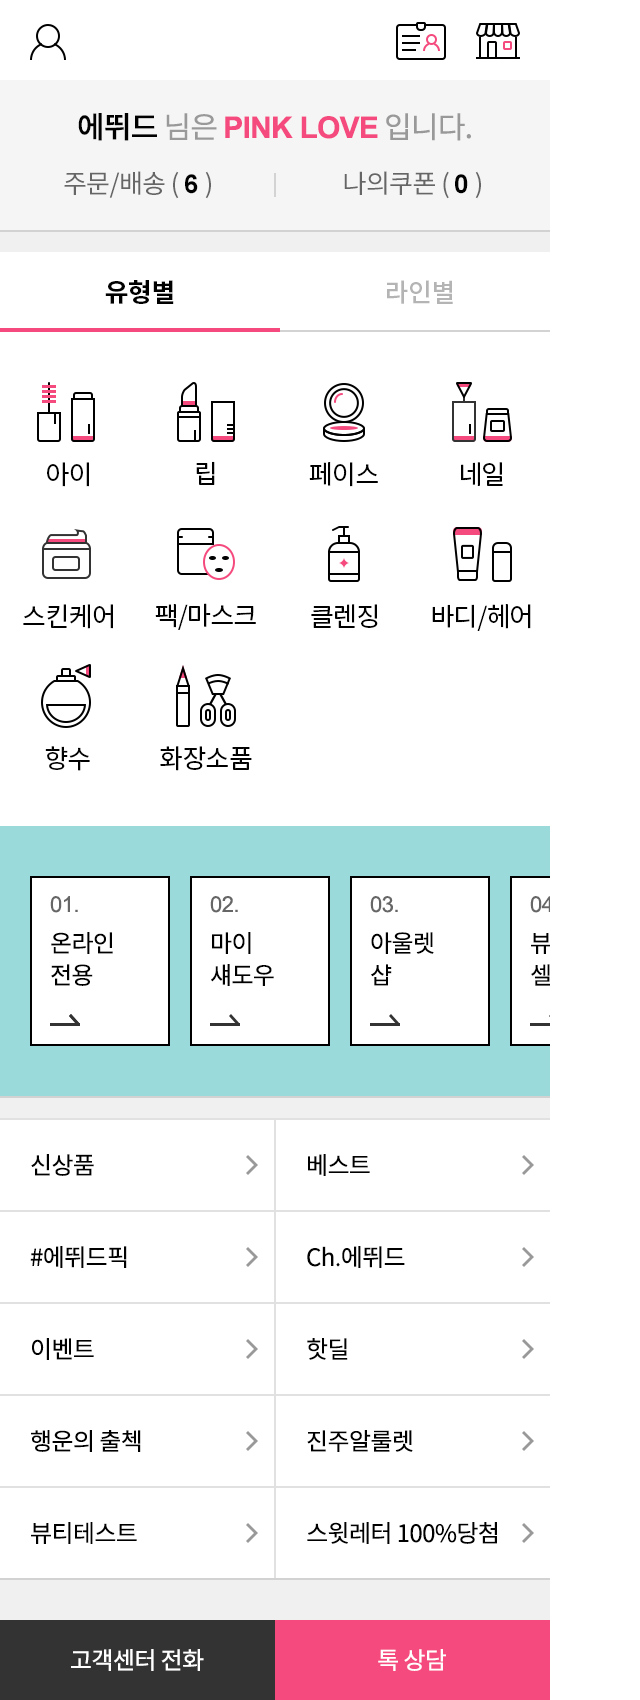 에뛰드 님은 PINK LOVE 입니다.
주문/배송 ( 6 ) 나의쿠폰 ( 0 )
유형별 라인별
아이 립 페이스 네일
스킨케어 팩/마스크 클렌징 바디/헤어
향수 화장소품
01. 02. 03. 04
온라인 마이 아울렛 뷰
전용 섀도우 샵 셀
신상품 베스트
#에뛰드픽 Ch.에뛰드
이벤트 핫딜
행운의 출첵 진주알룰렛
뷰티테스트 스윗레터 100%당첨
고객센터 전화 톡 상담